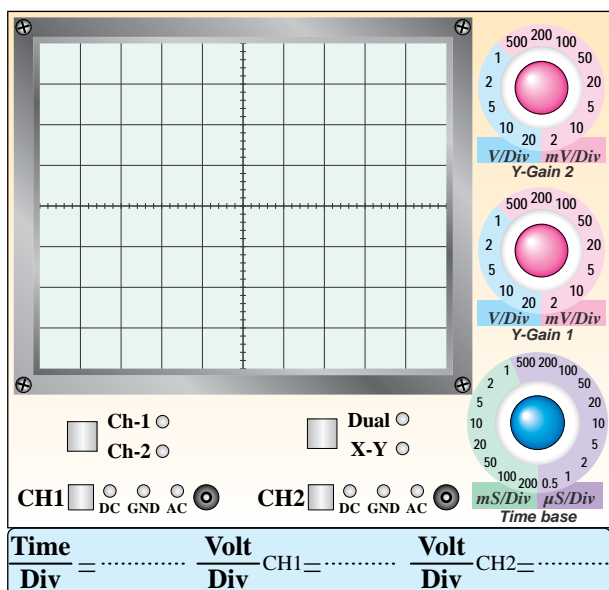 500 200 100
1 50
2 20
5 5
10 10
20 2
V/Div mV/Div
Y-Gain 2
500 200 100
1 50
2 20
5 5
10 10
20 2
V/Div mV/Div
Y-Gain 1
1 500 200
2 100
5 50
10 20
20 10
50 5
100 2
200 0.5 1
mS/Div µS/Div
Time base
Ch-1
Ch-2
Dual
X-Y
CH1 DC GND AC
CH2 DC GND AC
Time/Div = ............ Volt/Div CH1= ............ Volt/Div CH2= ............